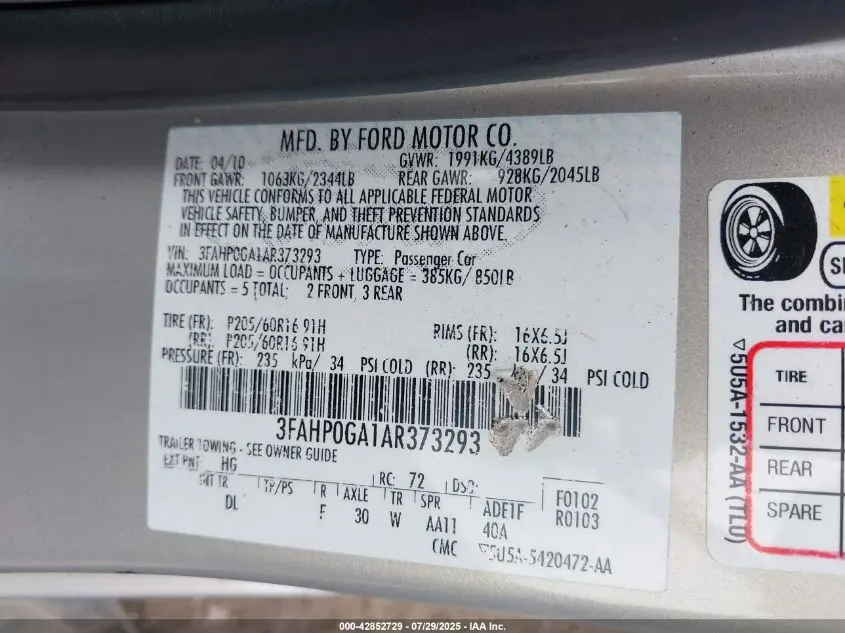 MFD. BY FORD MOTOR CO.
DATE: 04/10 GVWR: 1991KG/4389LB
FRONT GAWR: 1063KG/2344LB REAR GAWR: 928KG/2045LB
THIS VEHICLE CONFORMS TO ALL APPLICABLE FEDERAL MOTOR
VEHICLE SAFETY, BUMPER, AND THEFT PREVENTION STANDARDS
IN EFFECT ON THE DATE OF MANUFACTURE SHOWN ABOVE.
VIN: 3FAHP0GA1AR373293 TYPE: Passenger Car
MAXIMUM LOAD = OCCUPANTS + LUGGAGE = 385KG/850LB
OCCUPANTS = 5 TOTAL: 2 FRONT, 3 REAR
TIRE (FR): P205/60R16 91H RIMS (FR): 16X6.5J
(RR): P205/60R16 91H (RR): 16X6.5J
PRESSURE (FR): 235 kPa/ 34 PSI COLD (RR): 235 / 34 PSI COLD
3FAHP0GA1AR373293
TRAILER TOWING - SEE OWNER GUIDE
EXT PNT HG RC: 72 DSO:
INT TR TP/PS R AXLE TR SPR ADE1F F0102
DL F 30 W AA11 40A R0103
CMC ▽5U5A-5420472-AA
The combin
and ca
▽5U5A-1532-AA (TLU)
TIRE
FRONT
REAR
SPARE
000-42852729 - 07/29/2025 - IAA Inc.